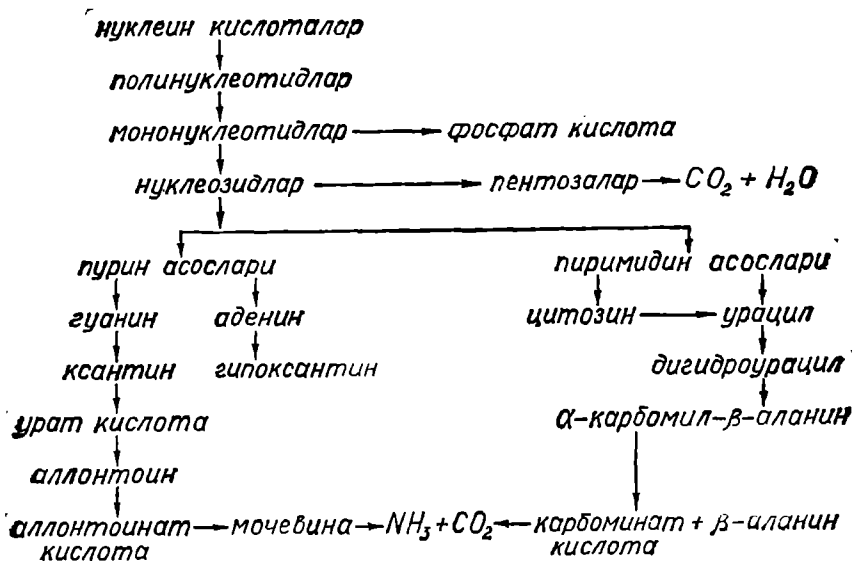 нуклеин кислоталар
полинуклеотидлар
мононуклеотидлар фосфат кислота
нуклеозидлар пентозалар CO₂ + H₂O
пурин асослари пиримидин асослари
гуанин аденин цитозин урацил
ксантин гипоксантин дигидроурацил
урат кислота α-карбомил-β-аланин
аллонтоин
аллонтоинат мочевина NH₃+CO₂ карбоминат + β-аланин
кислота кислота